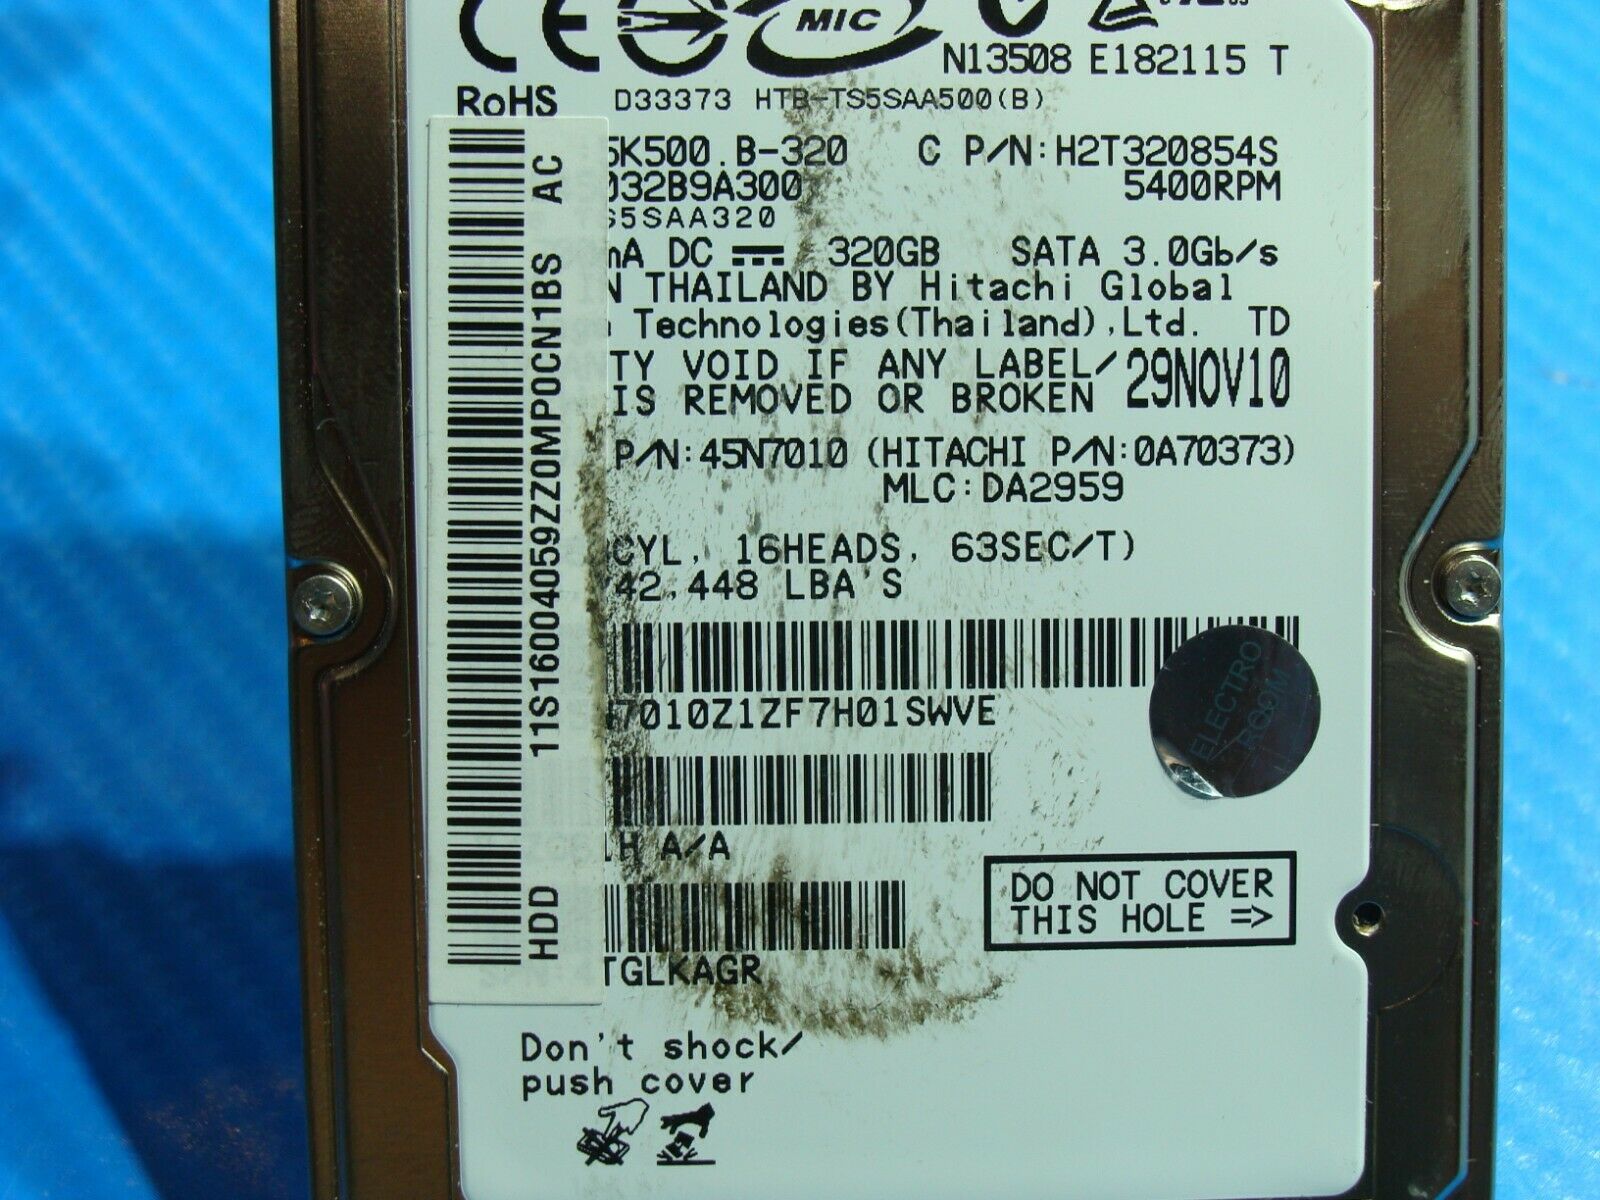 MIC
N13508 E182115 T
RoHS
D33373 HTB-TS5SAA500(B)
5K500.B-320 C P/N:H2T320854S
032B9A300 5400RPM
S5SAA320
mA DC 320GB SATA 3.0Gb/s
N THAILAND BY Hitachi Global
Technologies(Thailand),Ltd. TD
TY VOID IF ANY LABEL/
IS REMOVED OR BROKEN
29NOV10
P/N:45N7010 (HITACHI P/N:0A70373)
MLC:DA2959
CYL, 16HEADS, 63SEC/T)
42,448 LBA'S
7010Z1ZF7H01SWVE
H A/A
TGLKAGR
ELECTRO
ROOM
DO NOT COVER
THIS HOLE =>
Don't shock/
push cover
HDD 11S16004059ZZ0MP0CN1BS AC